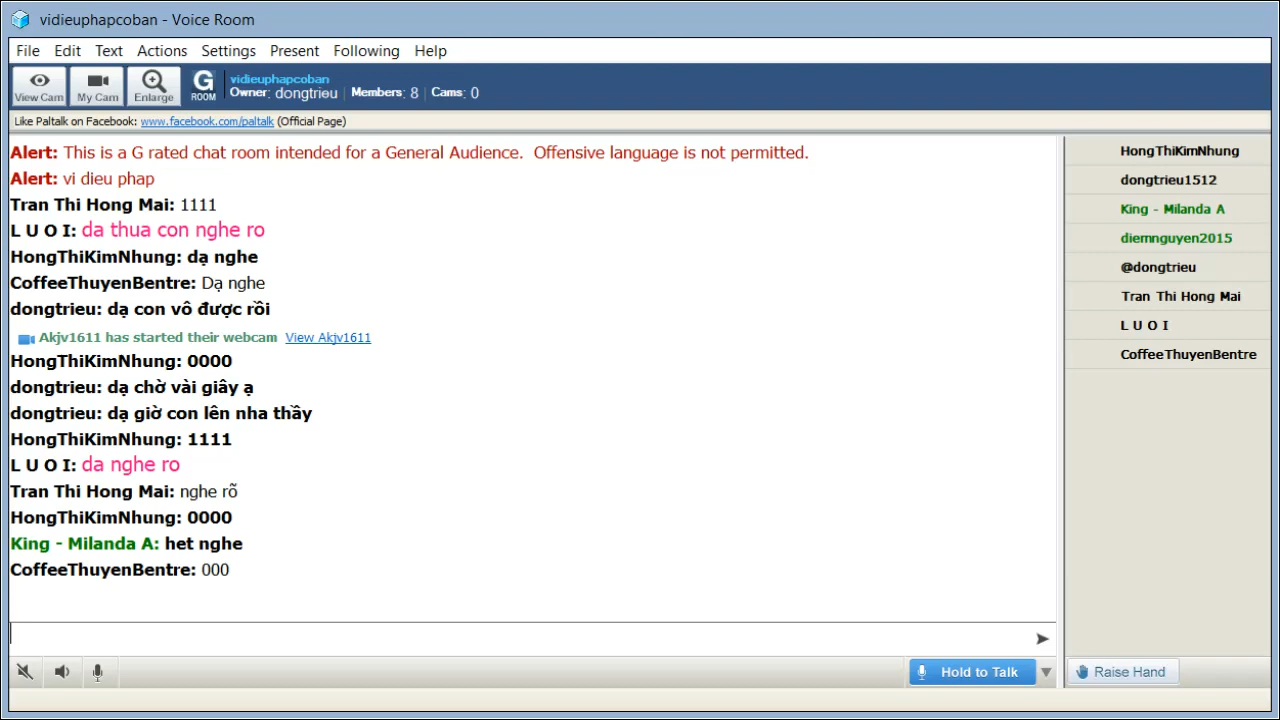 vidieuphapcoban - Voice Room
File Edit Text Actions Settings Present Following Help
View Cam My Cam Enlarge G ROOM
vidieuphapcoban
Owner: dongtrieu | Members: 8 | Cams: 0
Like Paltalk on Facebook: www.facebook.com/paltalk (Official Page)
Alert: This is a G rated chat room intended for a General Audience. Offensive language is not permitted.
Alert: vi dieu phap
Tran Thi Hong Mai: 1111
L U O I: da thua con nghe ro
HongThiKimNhung: dạ nghe
CoffeeThuyenBentre: Dạ nghe
dongtrieu: dạ con vô được rồi
Akjv1611 has started their webcam View Akjv1611
HongThiKimNhung: 0000
dongtrieu: dạ chờ vài giây ạ
dongtrieu: dạ giờ con lên nha thầy
HongThiKimNhung: 1111
L U O I: da nghe ro
Tran Thi Hong Mai: nghe rõ
HongThiKimNhung: 0000
King - Milanda A: het nghe
CoffeeThuyenBentre: 000
HongThiKimNhung
dongtrieu1512
King - Milanda A
diemnguyen2015
@dongtrieu
Tran Thi Hong Mai
L U O I
CoffeeThuyenBentre
Hold to Talk
Raise Hand